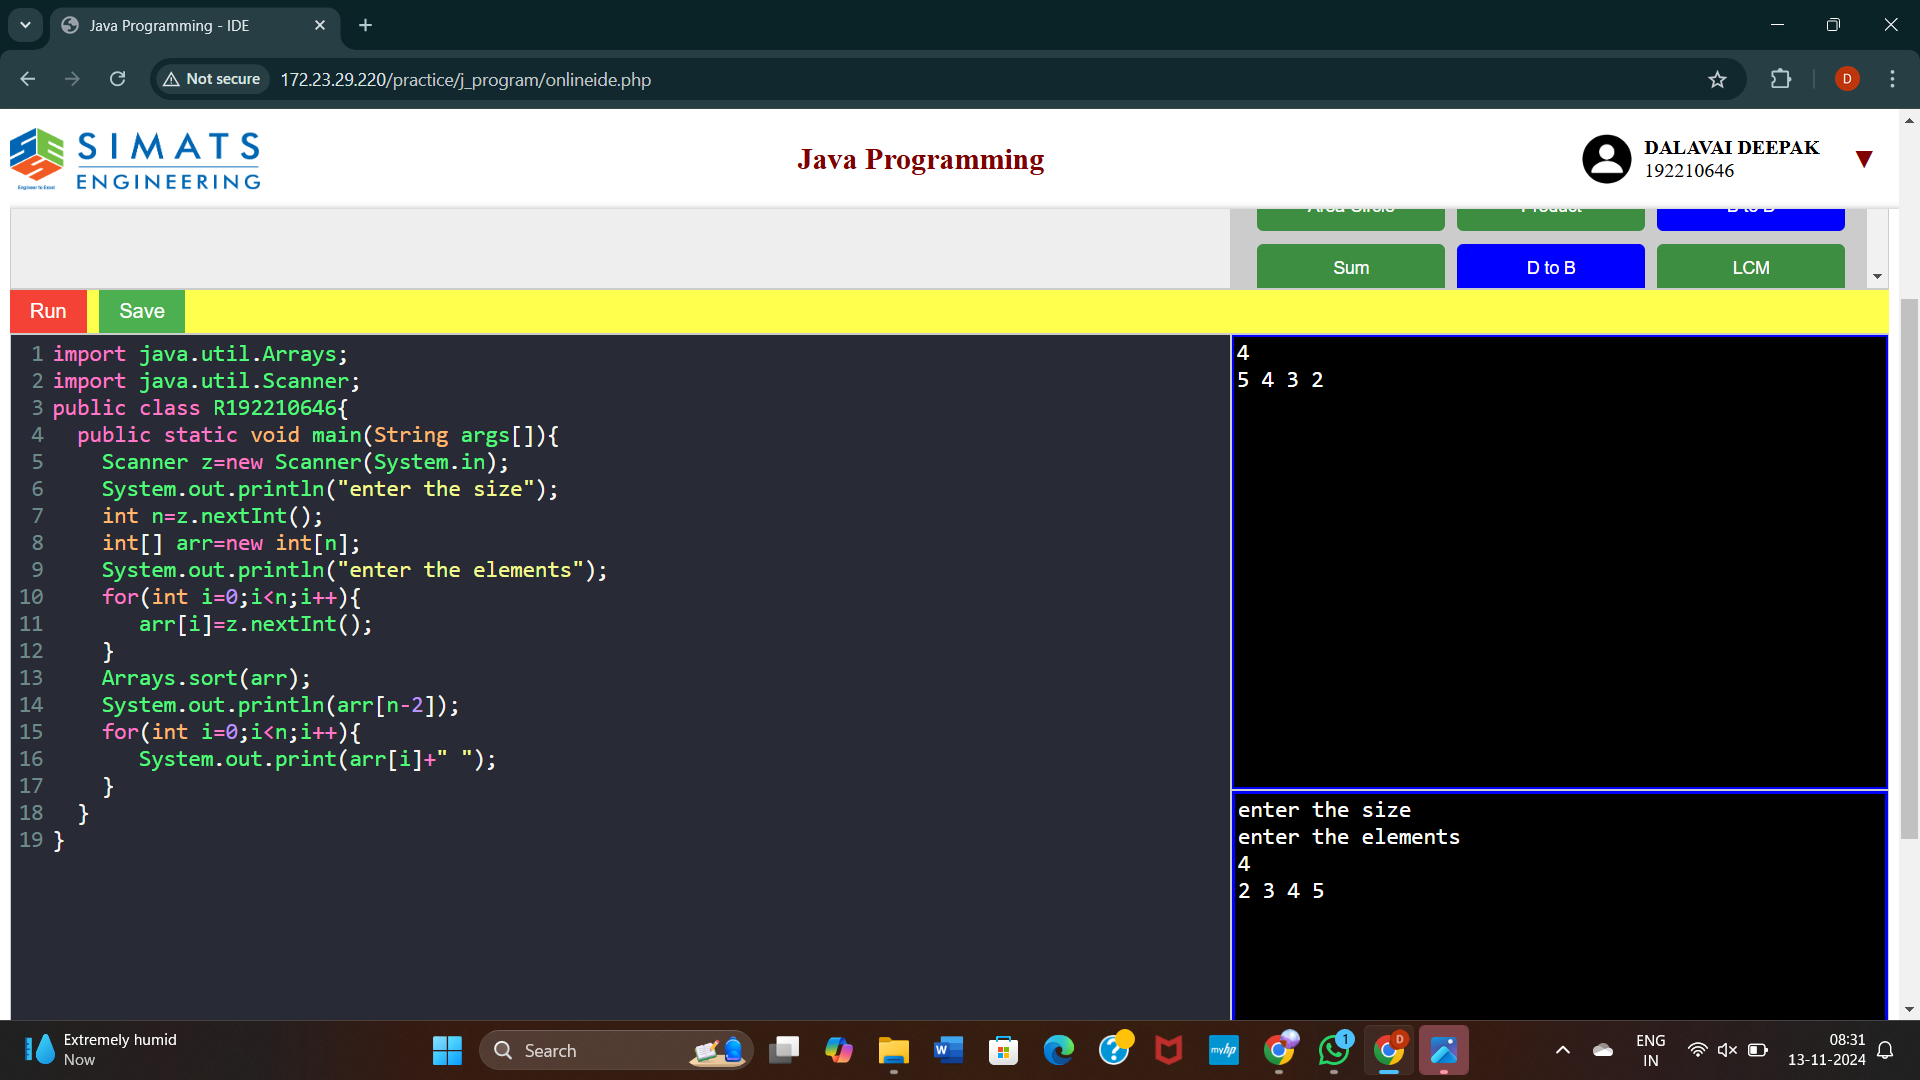 Java Programming - IDE
Not secure
172.23.29.220/practice/j_program/onlineide.php
D
SIMATS
ENGINEERING
Engineer to Excel
Java Programming
DALAVAI DEEPAK
192210646
Sum
D to B
LCM
Run
Save
1 import java.util.Arrays;
2 import java.util.Scanner;
3 public class R192210646{
4   public static void main(String args[]){
5     Scanner z=new Scanner(System.in);
6     System.out.println("enter the size");
7     int n=z.nextInt();
8     int[] arr=new int[n];
9     System.out.println("enter the elements");
10     for(int i=0;i<n;i++){
11        arr[i]=z.nextInt();
12     }
13     Arrays.sort(arr);
14     System.out.println(arr[n-2]);
15     for(int i=0;i<n;i++){
16        System.out.print(arr[i]+" ");
17     }
18   }
19 }
4
5 4 3 2
enter the size
enter the elements
4
2 3 4 5
Extremely humid
Now
Search
W
myhp
1
D
ENG
IN
08:31
13-11-2024